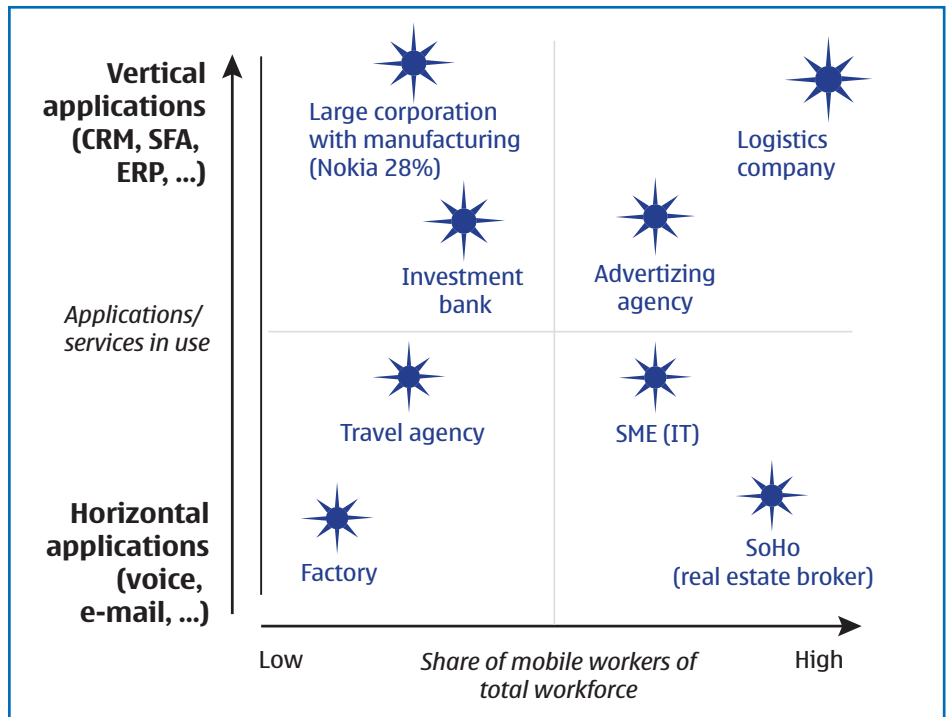 Vertical
applications
(CRM, SFA,
ERP, ...)
Large corporation
with manufacturing
(Nokia 28%)
Logistics
company
Investment
bank
Advertizing
agency
Applications/
services in use
Travel agency
SME (IT)
Horizontal
applications
(voice,
e-mail, ...)
Factory
SoHo
(real estate broker)
Low
Share of mobile workers of
total workforce
High